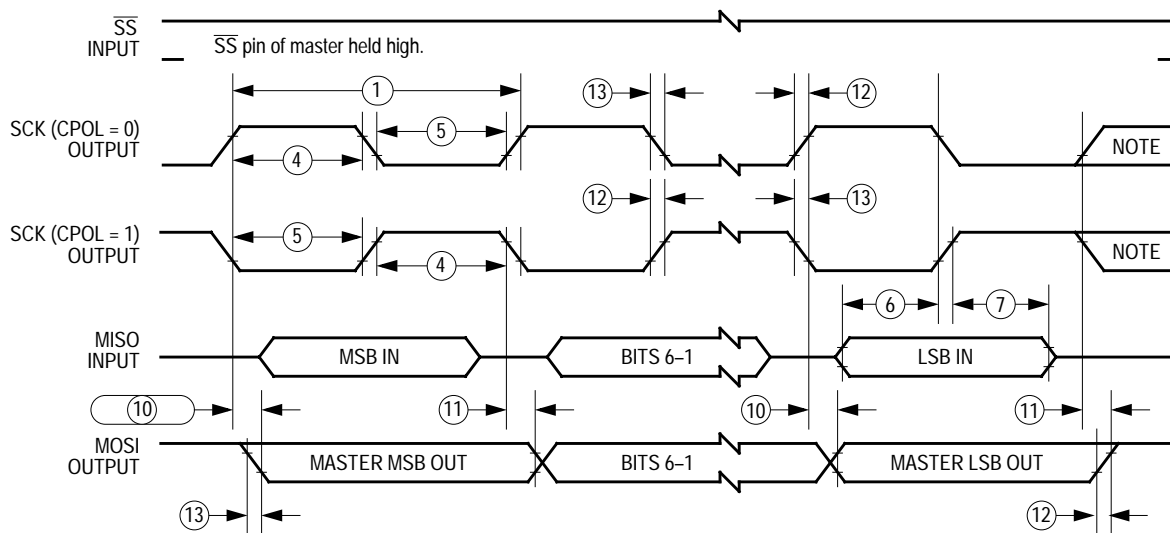 SS
INPUT
SS pin of master held high.
1
13
12
SCK (CPOL = 0)
OUTPUT
5
4
NOTE
12
13
SCK (CPOL = 1)
OUTPUT
5
4
NOTE
6
7
MISO
INPUT
MSB IN
BITS 6–1
LSB IN
10
11
10
11
MOSI
OUTPUT
MASTER MSB OUT
BITS 6–1
MASTER LSB OUT
13
12